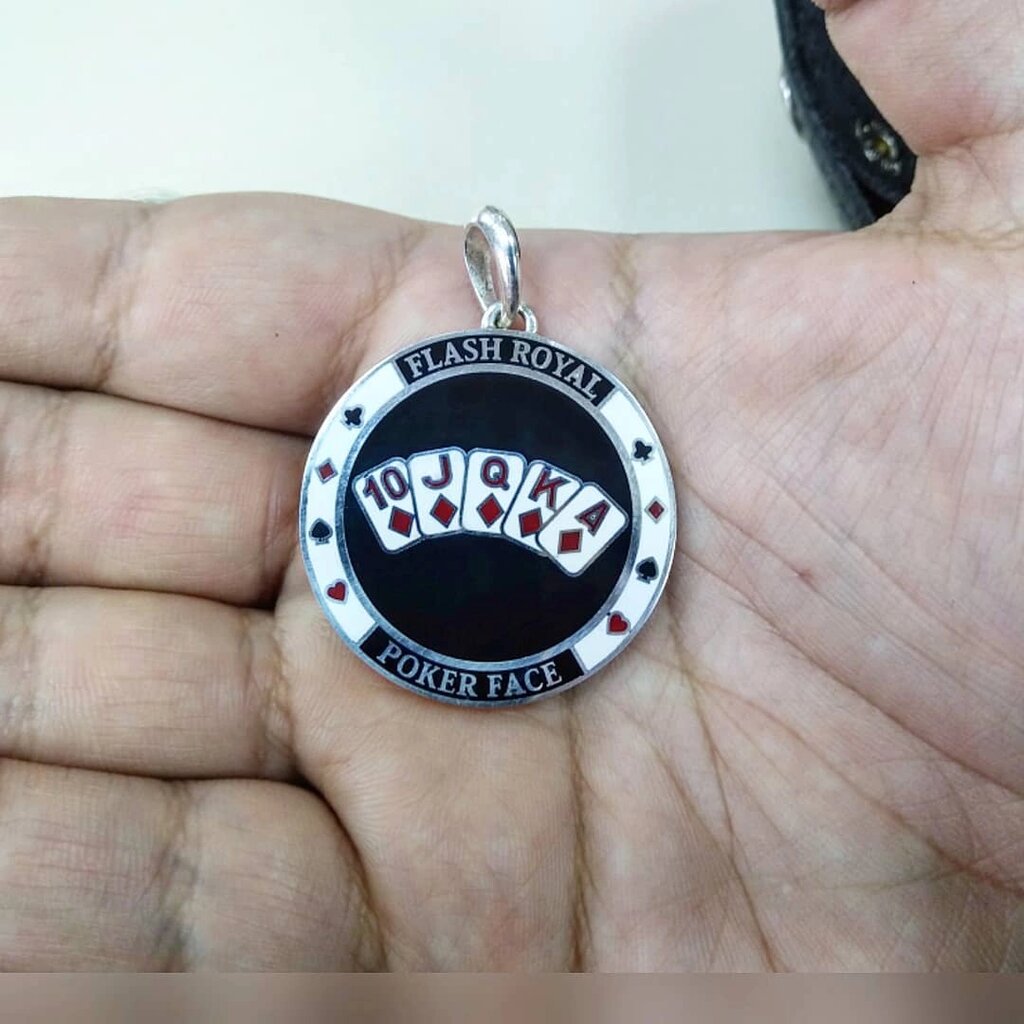 FLASH ROYAL
10 J Q K A
POKER FACE